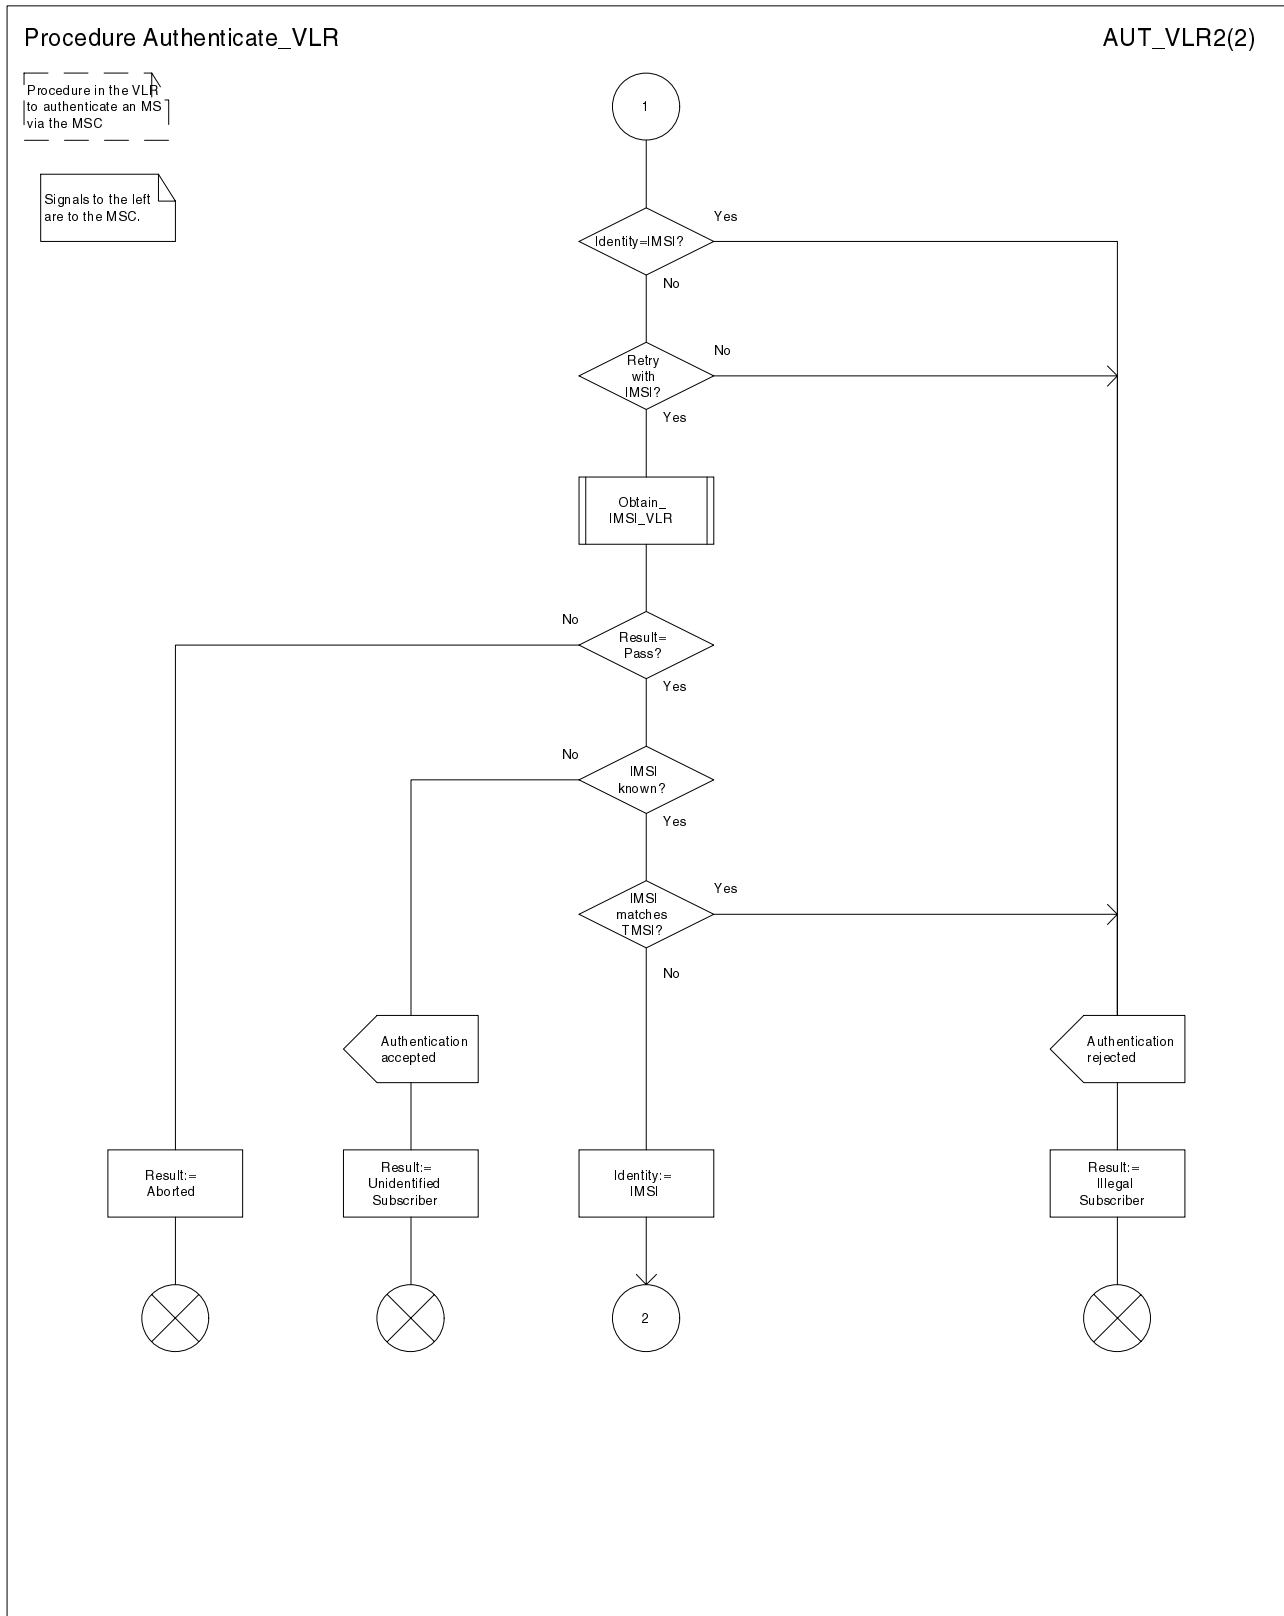 Procedure Authenticate_VLR
AUT_VLR2(2)
Procedure in the VLR
to authenticate an MS
via the MSC
Signals to the left
are to the MSC.
1
Identity=IMSI?
Yes
No
Retry
with
IMSI?
No
Yes
Obtain_
IMSI_VLR
Result=
Pass?
No
Yes
IMSI
known?
No
Yes
IMSI
matches
TMSI?
Yes
No
Authentication
accepted
Authentication
rejected
Result:=
Aborted
Result:=
Unidentified
Subscriber
Identity:=
IMSI
Result:=
Illegal
Subscriber
2